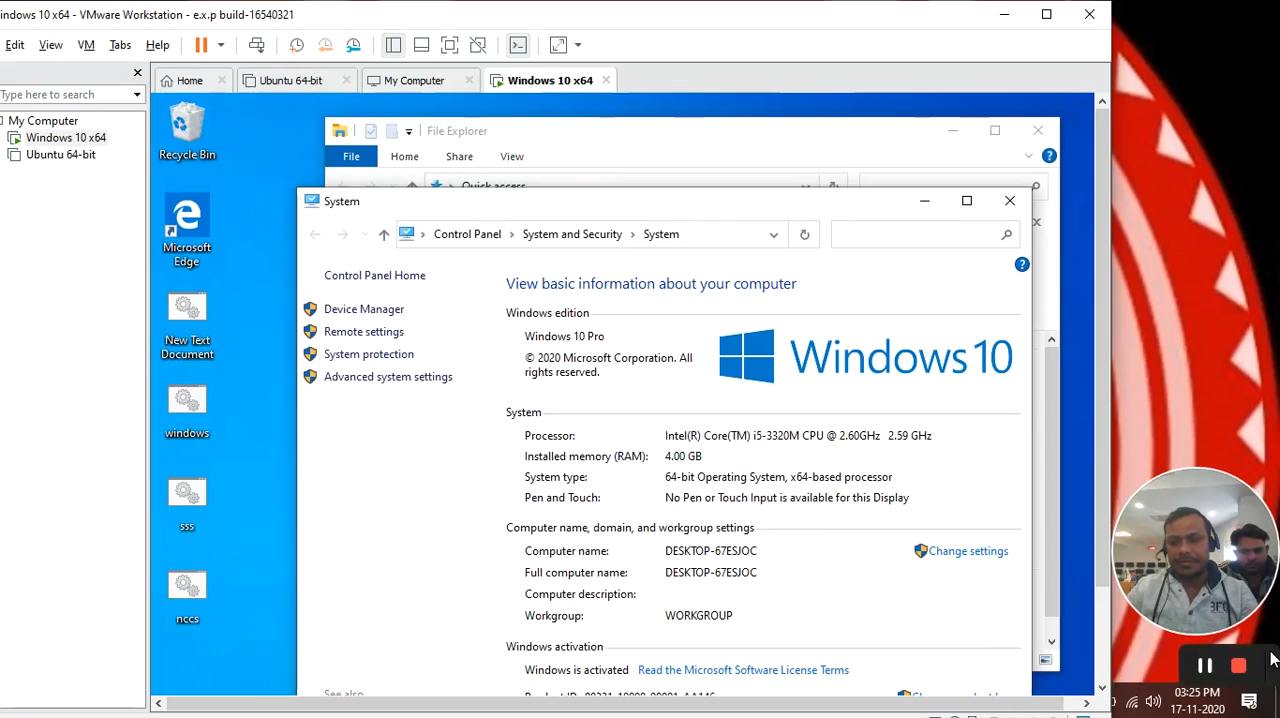 indows 10 x64 - VMware Workstation - e.x.p build-16540321
Edit View VM Tabs Help
Type here to search
My Computer
Windows 10 x64
Ubuntu 64-bit
Home
Ubuntu 64-bit
My Computer
Windows 10 x64
Recycle Bin
Microsoft
Edge
New Text
Document
windows
sss
nccs
File Explorer
File Home Share View
Quick access
System
Control Panel > System and Security > System
Control Panel Home
Device Manager
Remote settings
System protection
Advanced system settings
View basic information about your computer
Windows edition
Windows 10 Pro
© 2020 Microsoft Corporation. All
rights reserved.
Windows 10
System
Processor: Intel(R) Core(TM) i5-3320M CPU @ 2.60GHz 2.59 GHz
Installed memory (RAM): 4.00 GB
System type: 64-bit Operating System, x64-based processor
Pen and Touch: No Pen or Touch Input is available for this Display
Computer name, domain, and workgroup settings
Computer name: DESKTOP-67ESJOC
Change settings
Full computer name: DESKTOP-67ESJOC
Computer description:
Workgroup: WORKGROUP
Windows activation
Windows is activated Read the Microsoft Software License Terms
See also
03:25 PM
17-11-2020